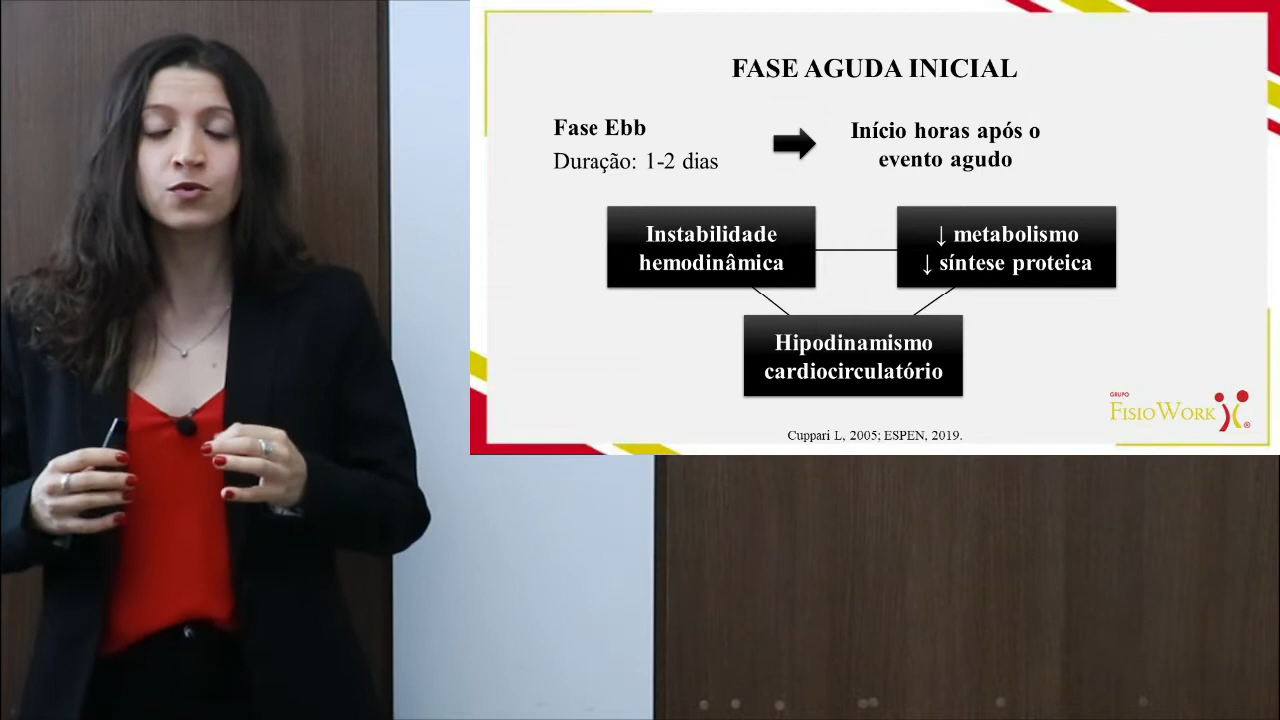 FASE AGUDA INICIAL
Fase Ebb
Duração: 1-2 dias
Início horas após o
evento agudo
Instabilidade
hemodinâmica
↓ metabolismo
↓ síntese proteica
Hipodinamismo
cardiocirculatório
GRUPO
FISIOWORK
Cuppari L, 2005; ESPEN, 2019.